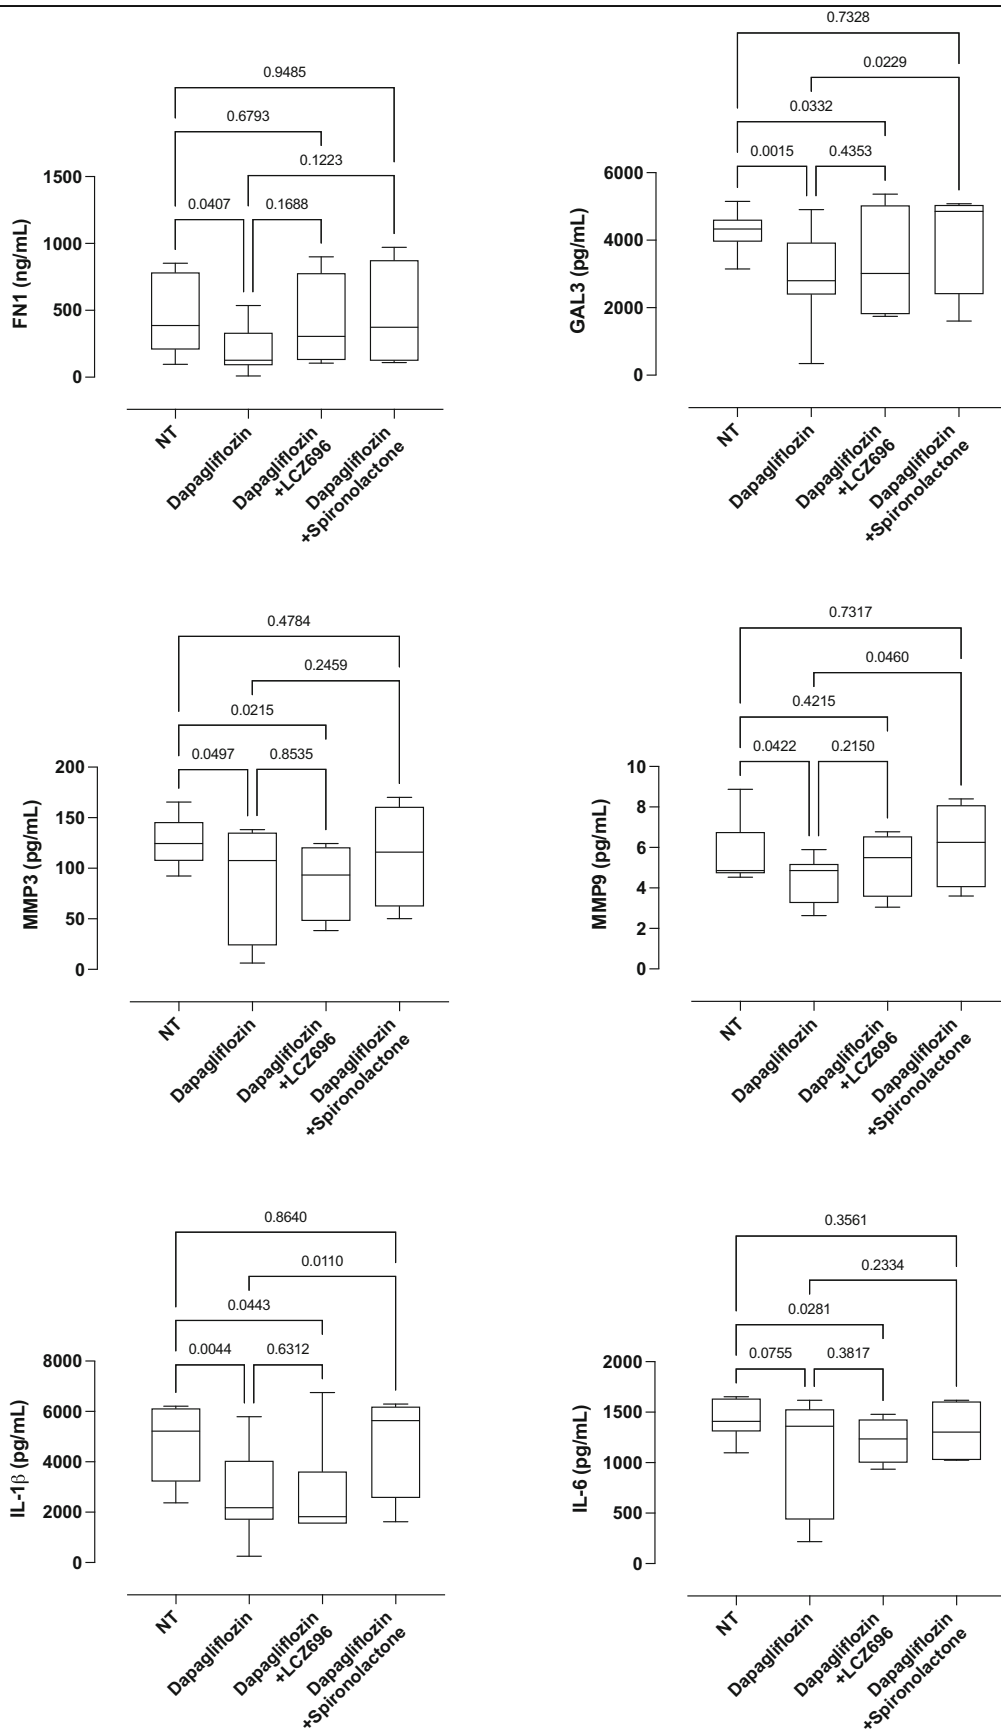 0.9485
0.6793
0.1223
0.0407
0.1688
FN1 (ng/mL)
1500
1000
500
0
NT
Dapagliflozin
Dapagliflozin
+LCZ696
Dapagliflozin
+Spironolactone
0.7328
0.0229
0.0332
0.0015
0.4353
GAL3 (pg/mL)
6000
4000
2000
0
NT
Dapagliflozin
Dapagliflozin
+LCZ696
Dapagliflozin
+Spironolactone
0.4784
0.2459
0.0215
0.0497
0.8535
MMP3 (pg/mL)
200
150
100
50
0
NT
Dapagliflozin
Dapagliflozin
+LCZ696
Dapagliflozin
+Spironolactone
0.7317
0.0460
0.4215
0.0422
0.2150
MMP9 (pg/mL)
10
8
6
4
2
0
NT
Dapagliflozin
Dapagliflozin
+LCZ696
Dapagliflozin
+Spironolactone
0.8640
0.0110
0.0443
0.0044
0.6312
IL-1β (pg/mL)
8000
6000
4000
2000
0
NT
Dapagliflozin
Dapagliflozin
+LCZ696
Dapagliflozin
+Spironolactone
0.3561
0.2334
0.0281
0.0755
0.3817
IL-6 (pg/mL)
2000
1500
1000
500
0
NT
Dapagliflozin
Dapagliflozin
+LCZ696
Dapagliflozin
+Spironolactone